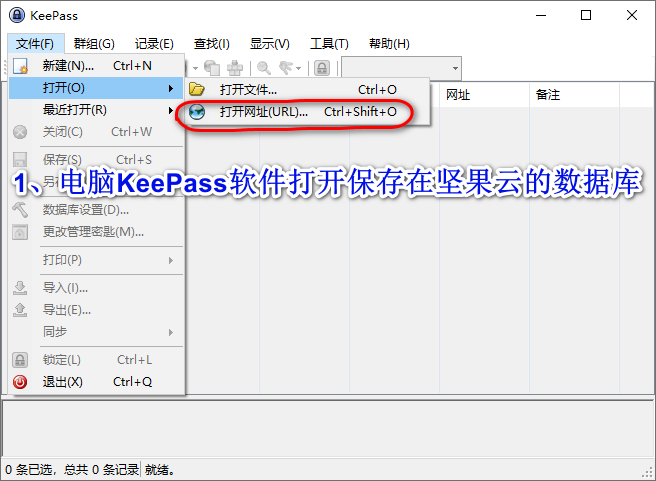 KeePass
文件(F) 群组(G) 记录(E) 查找(I) 显示(V) 工具(T) 帮助(H)
新建(N)... Ctrl+N
打开(O)
打开文件... Ctrl+O
打开网址(URL)... Ctrl+Shift+O
网址 备注
最近打开(R)
关闭(C) Ctrl+W
保存(S) Ctrl+S
1、电脑KeePass软件打开保存在坚果云的数据库
数据库设置(D)...
更改管理密匙(M)...
打印(P)
导入(I)...
导出(E)...
同步
锁定(L) Ctrl+L
退出(X) Ctrl+Q
0 条已选，总共 0 条记录 就绪。